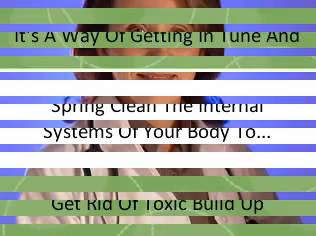 It's A Way Of Getting In Tune And
Spring Clean The Internal
Systems Of Your Body To...
Get Rid Of Toxic Build Up